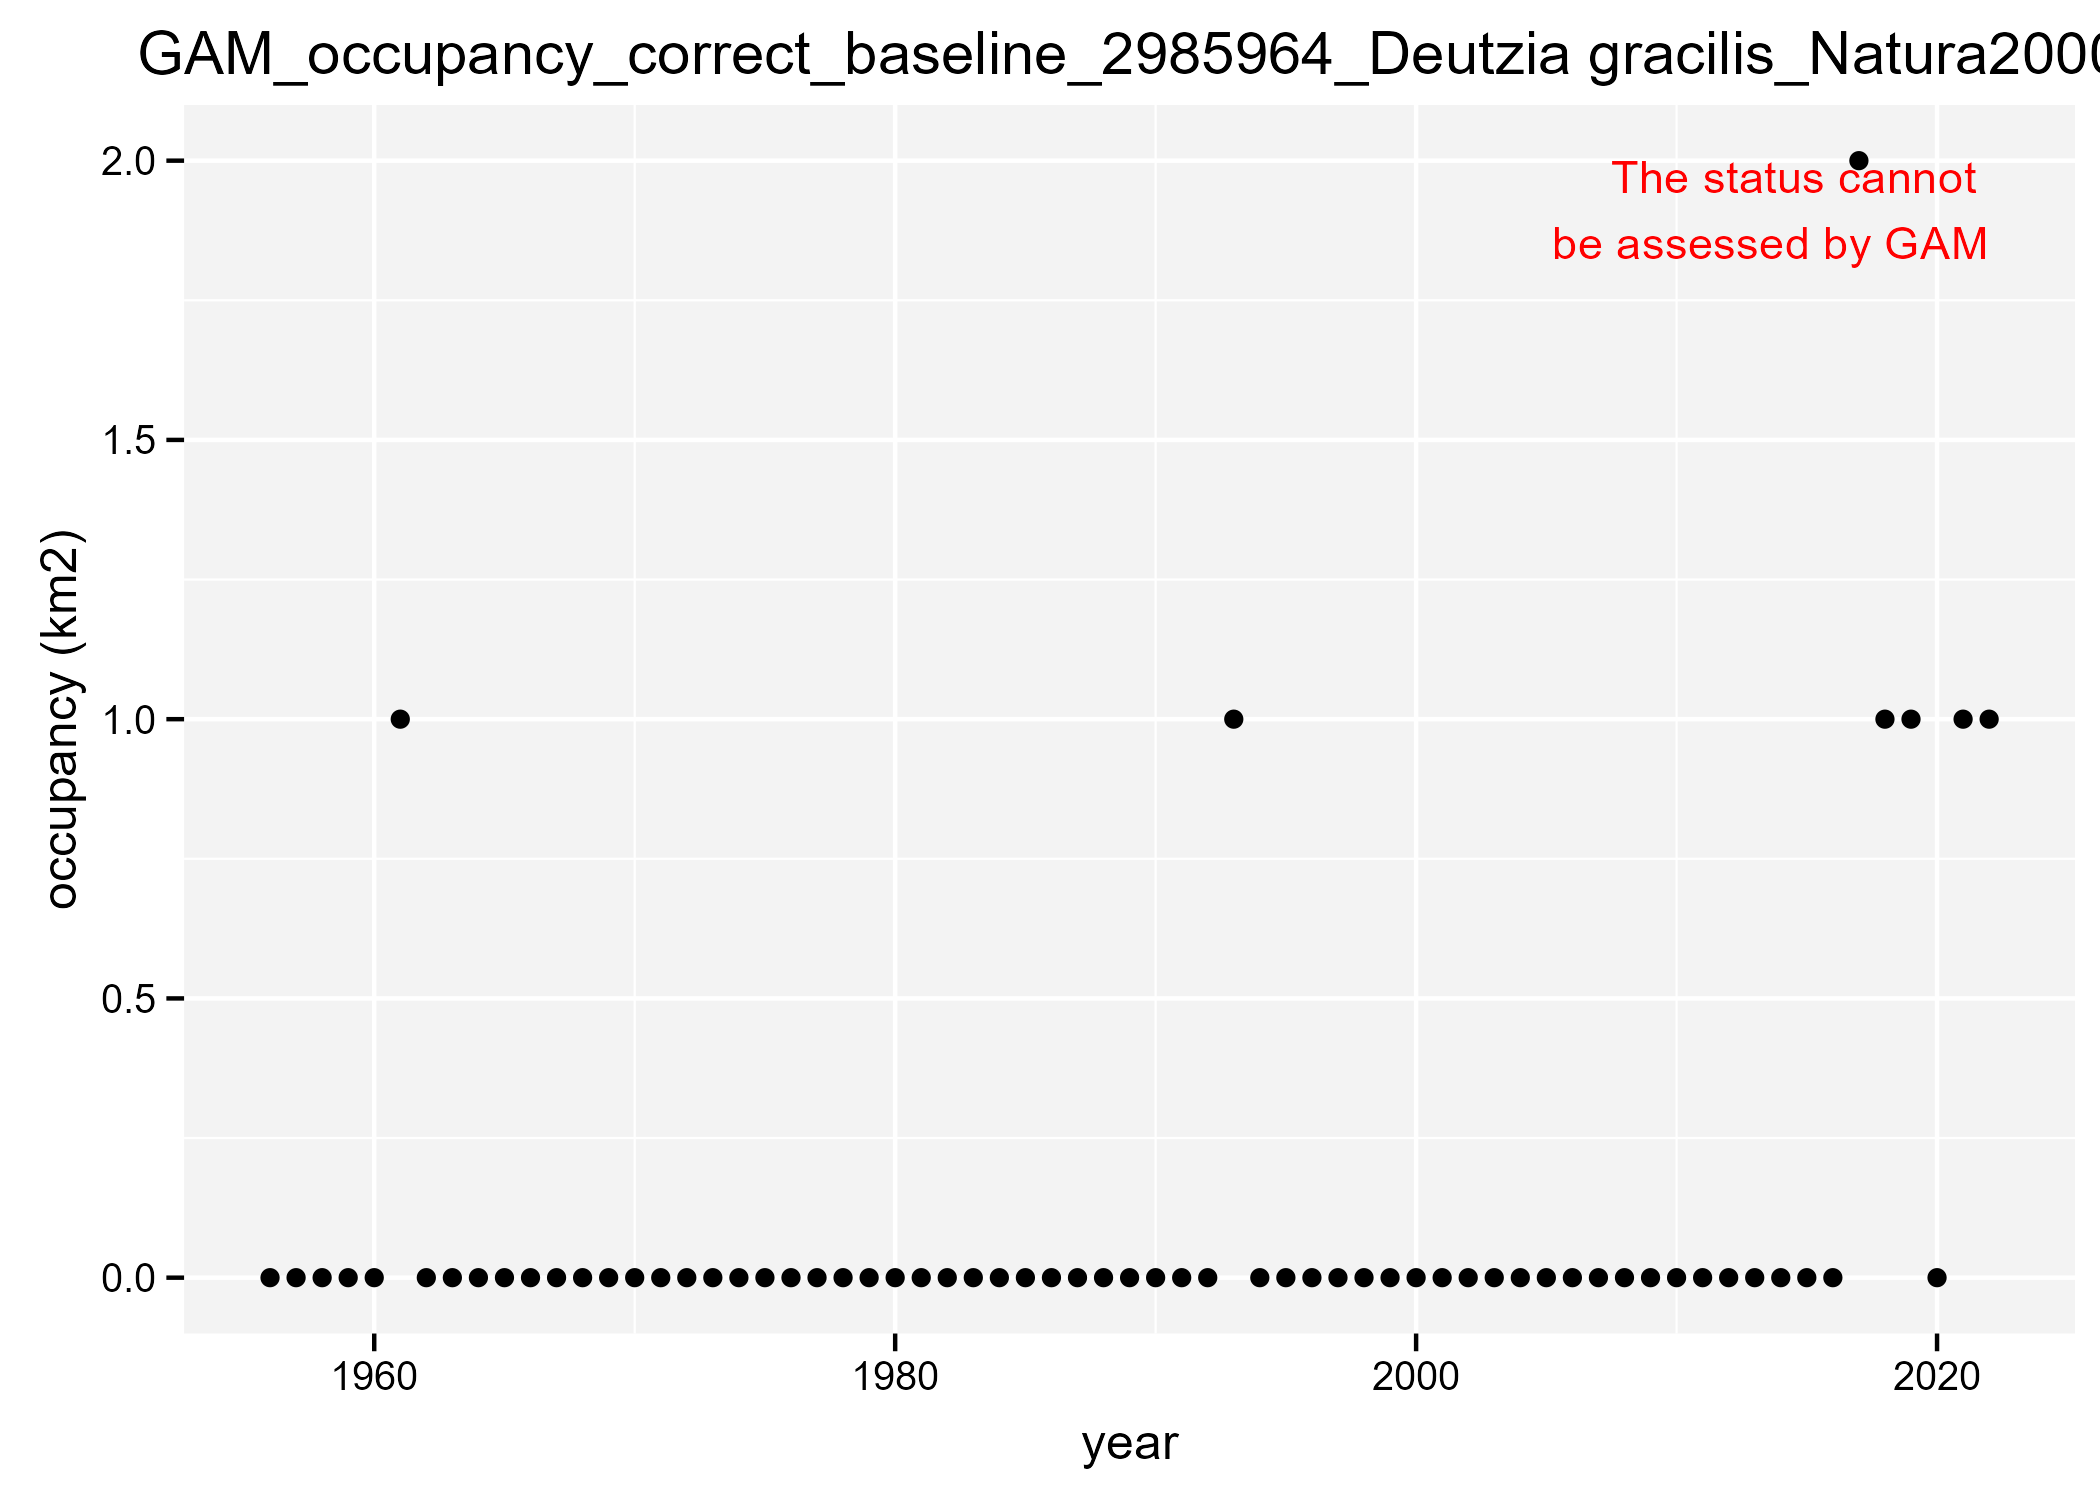 GAM_occupancy_correct_baseline_2985964_Deutzia gracilis_Natura2000
2.0
The status cannot
be assessed by GAM
1.5
occupancy (km2)
1.0
0.5
0.0
1960 1980 2000 2020
year